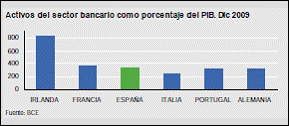 Activos del sector bancario como porcentaje del PIB. Dic 2009
800
600
400
200
0
IRLANDA FRANCIA ESPAÑA ITALIA PORTUGAL ALEMANIA
Fuente: BCE